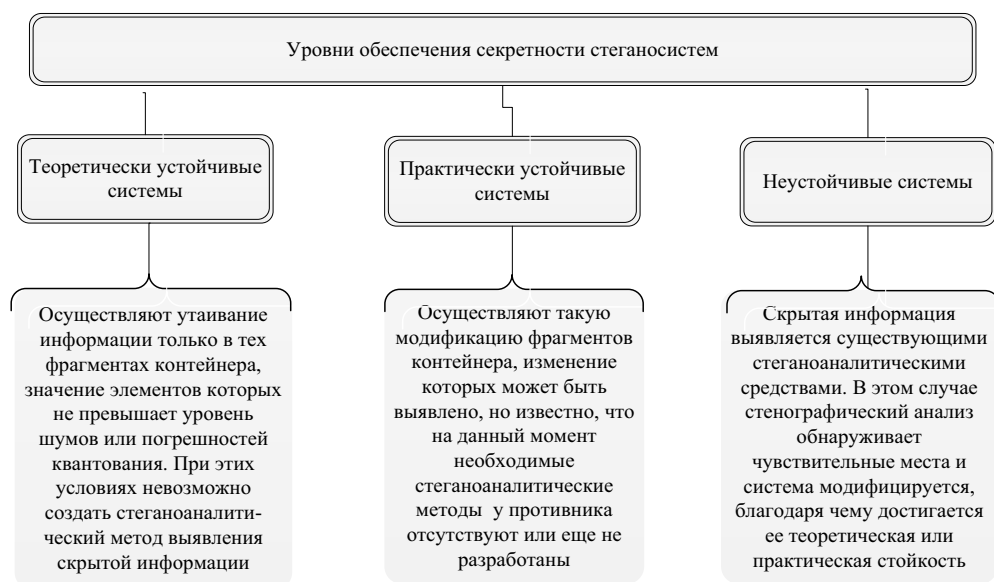 Уровни обеспечения секретности стеганосистем
Теоретически устойчивые
системы
Практически устойчивые
системы
Неустойчивые системы
Осуществляют утаивание
информации только в тех
фрагментах контейнера,
значение элементов которых
не превышает уровень
шумов или погрешностей
квантования. При этих
условиях невозможно
создать стеганоаналити-
ческий метод выявления
скрытой информации
Осуществляют такую
модификацию фрагментов
контейнера, изменение
которых может быть
выявлено, но известно, что
на данный момент
необходимые
стеганоаналитические
методы у противника
отсутствуют или еще не
разработаны
Скрытая информация
выявляется существующими
стеганоаналитическими
средствами. В этом случае
стенографический анализ
обнаруживает
чувствительные места и
система модифицируется,
благодаря чему достигается
ее теоретическая или
практическая стойкость